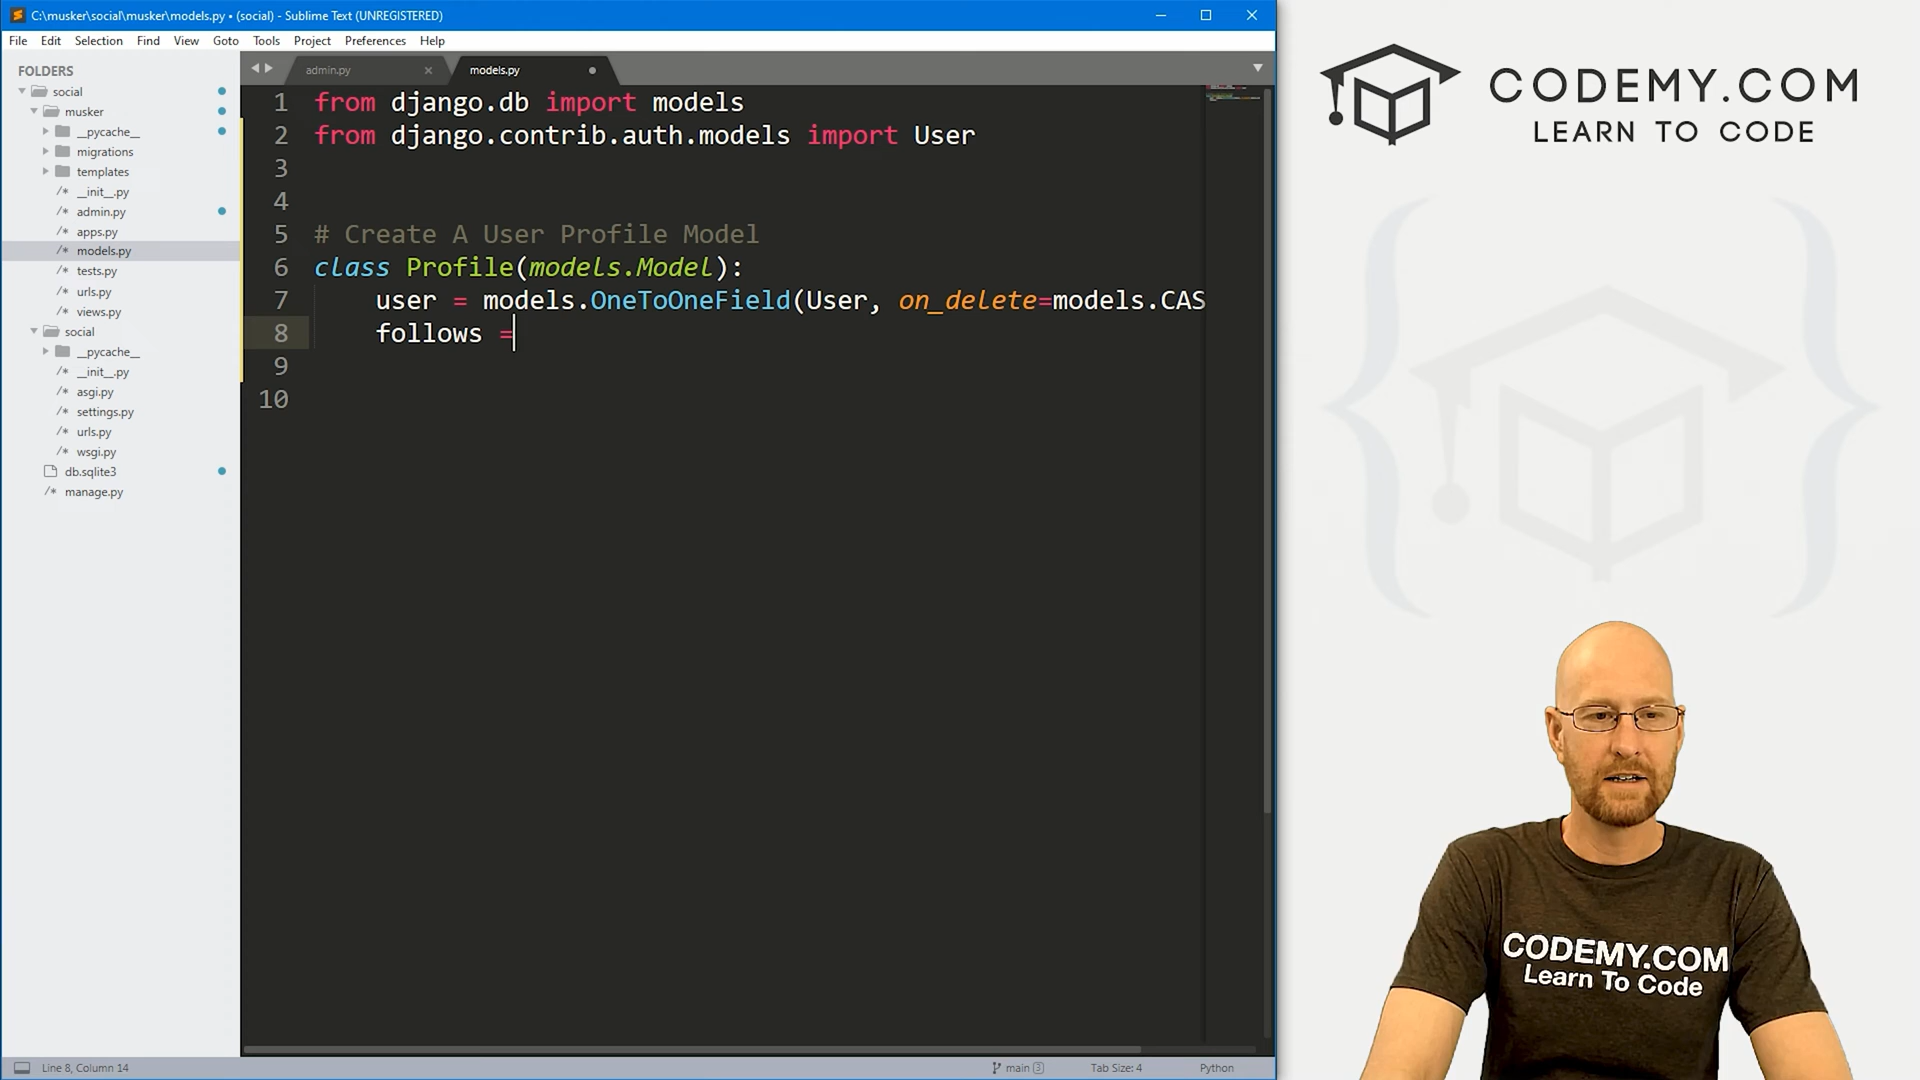 C:\musker\social\musker\models.py • (social) - Sublime Text (UNREGISTERED)
File Edit Selection Find View Goto Tools Project Preferences Help
FOLDERS
social
musker
__pycache__
migrations
templates
__init__.py
admin.py
apps.py
models.py
tests.py
urls.py
views.py
social
__pycache__
__init__.py
asgi.py
settings.py
urls.py
wsgi.py
db.sqlite3
manage.py
admin.py
models.py
1 from django.db import models
2 from django.contrib.auth.models import User
3
4
5 # Create A User Profile Model
6 class Profile(models.Model):
7 user = models.OneToOneField(User, on_delete=models.CAS
8 follows =
9
10
Line 8, Column 14
main 3
Tab Size: 4
Python
CODEMY.COM
LEARN TO CODE
CODEMY.COM
Learn To Code